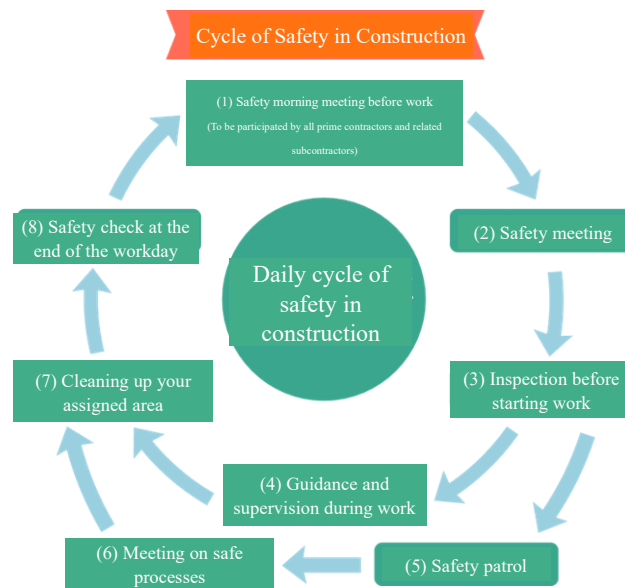 Cycle of Safety in Construction
(1) Safety morning meeting before work
(To be participated by all prime contractors and related
subcontractors)
(2) Safety meeting
(3) Inspection before
starting work
(4) Guidance and
supervision during work
(5) Safety patrol
(6) Meeting on safe
processes
(7) Cleaning up your
assigned area
(8) Safety check at the
end of the workday
Daily cycle of
safety in
construction